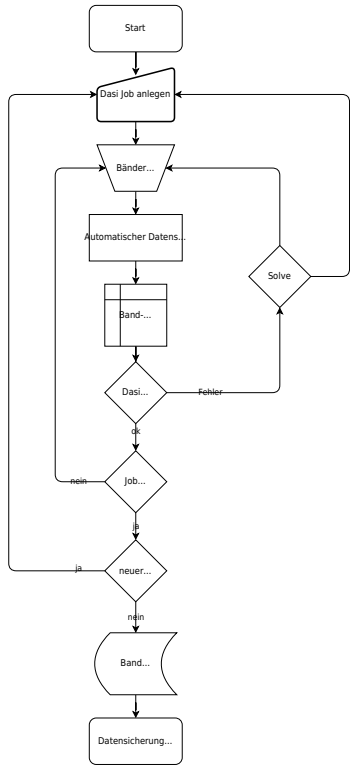 Start
Dasi Job anlegen
Bänder...
Automatischer Datens...
Solve
Band-...
Dasi...
Fehler
ok
Job...
nein
ja
neuer...
ja
nein
Band...
Datensicherung...